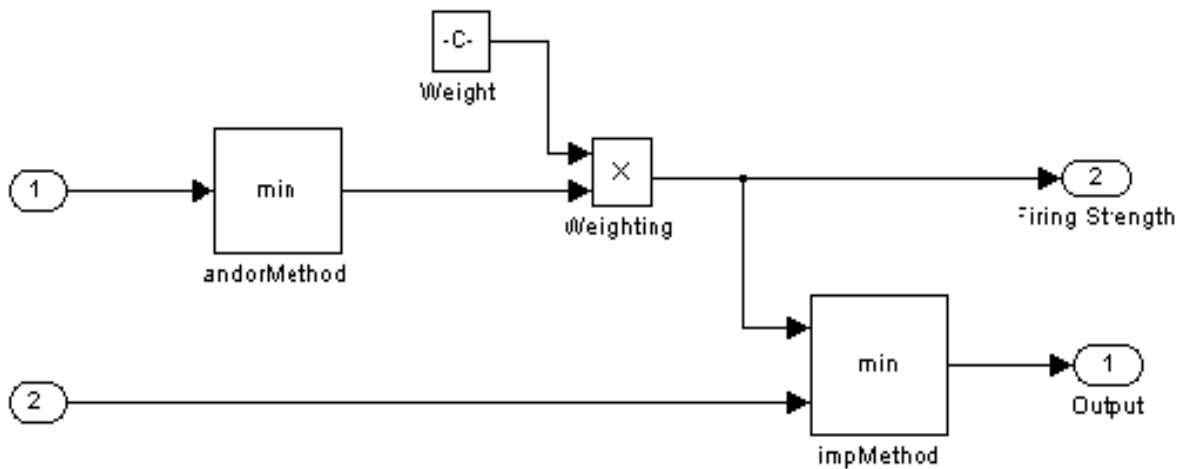 -C-
Weight
1
min
andorMethod
×
Weighting
2
Firing Strength
2
min
impMethod
1
Output